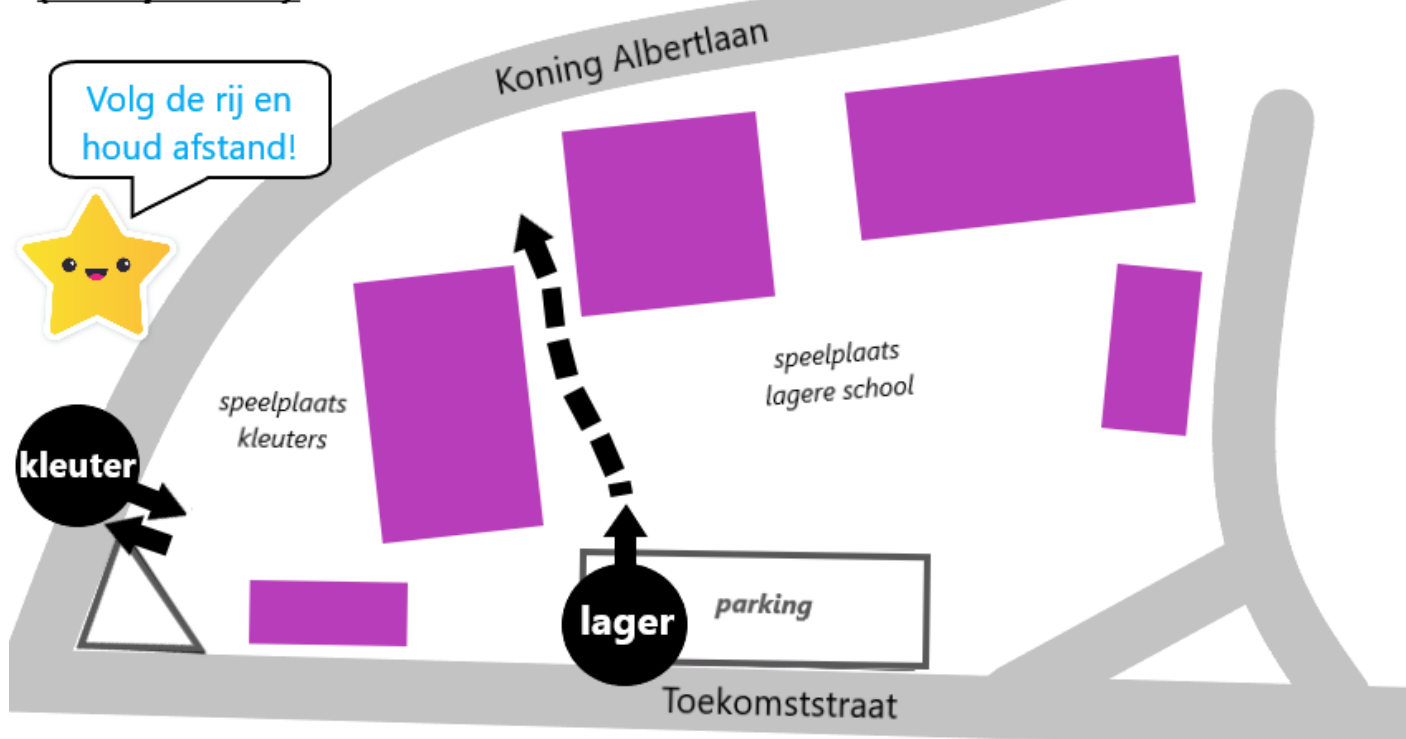 Koning Albertlaan
Volg de rij en
houd afstand!
speelplaats
lagere school
speelplaats
kleuters
kleuter
parking
lager
Toekomststraat